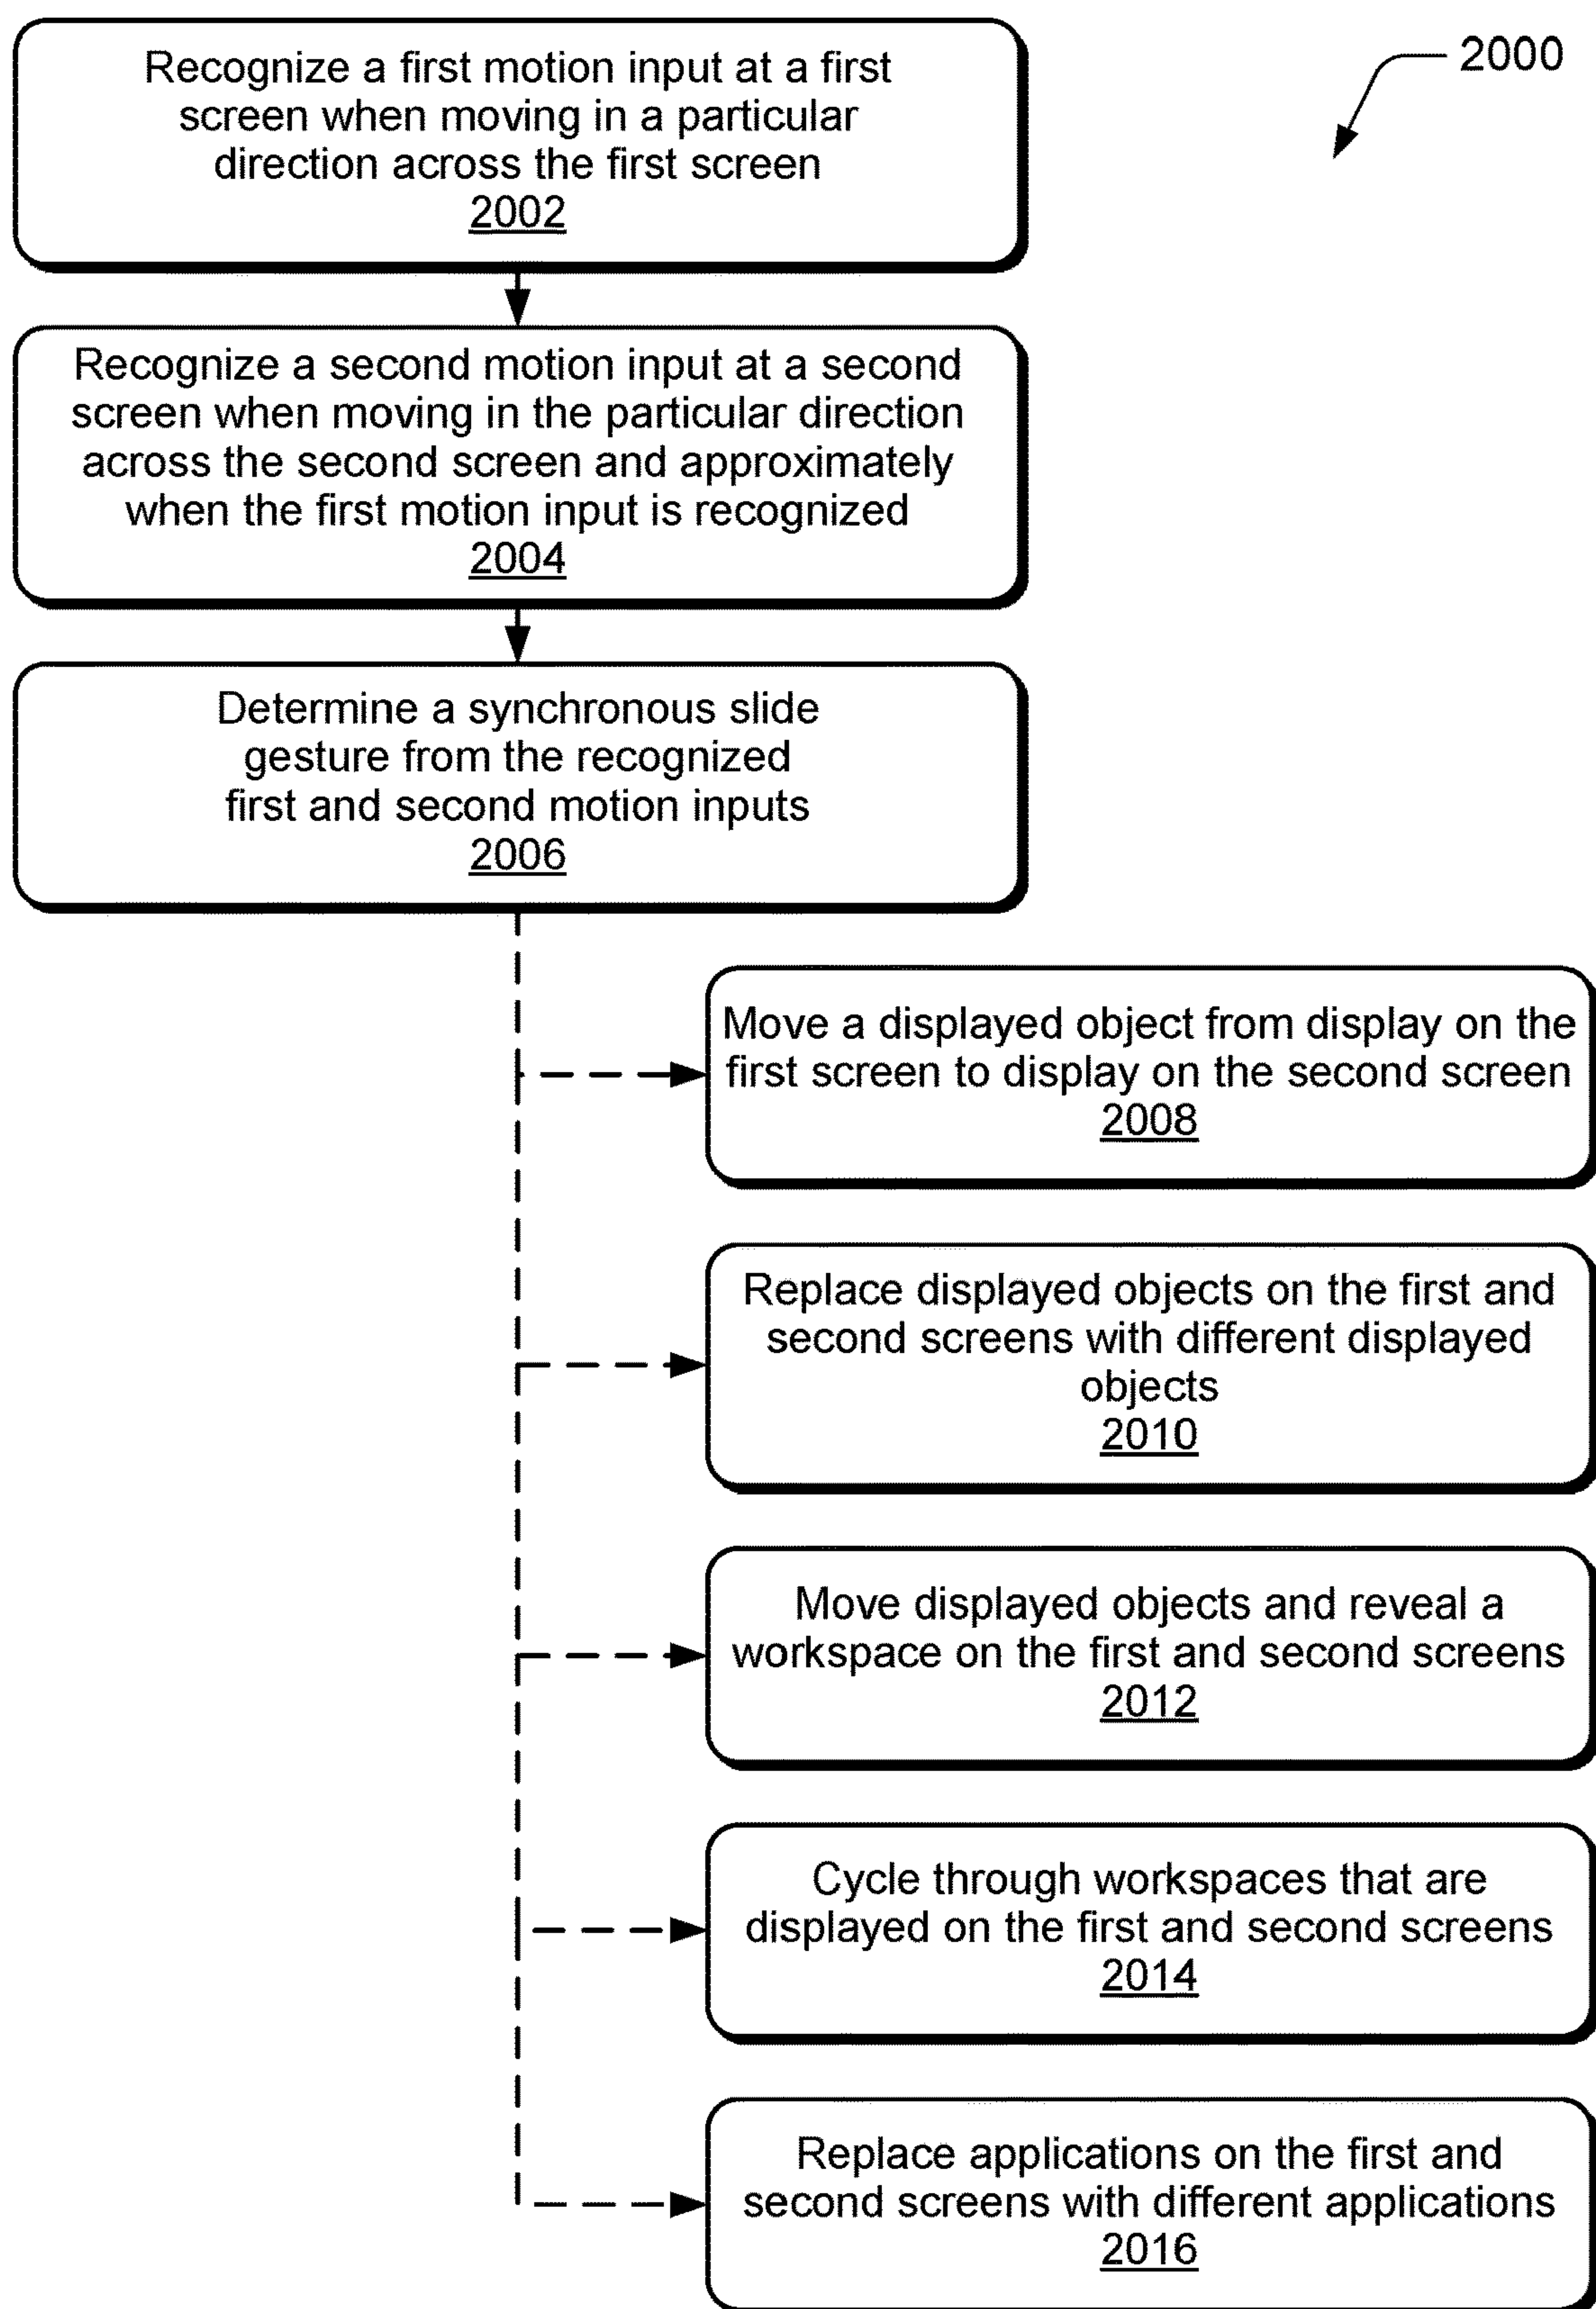 Recognize a first motion input at a first
screen when moving in a particular
direction across the first screen
2002
2000
Recognize a second motion input at a second
screen when moving in the particular direction
across the second screen and approximately
when the first motion input is recognized
2004
Determine a synchronous slide
gesture from the recognized
first and second motion inputs
2006
Move a displayed object from display on the
first screen to display on the second screen
2008
Replace displayed objects on the first and
second screens with different displayed
objects
2010
Move displayed objects and reveal a
workspace on the first and second screens
2012
Cycle through workspaces that are
displayed on the first and second screens
2014
Replace applications on the first and
second screens with different applications
2016